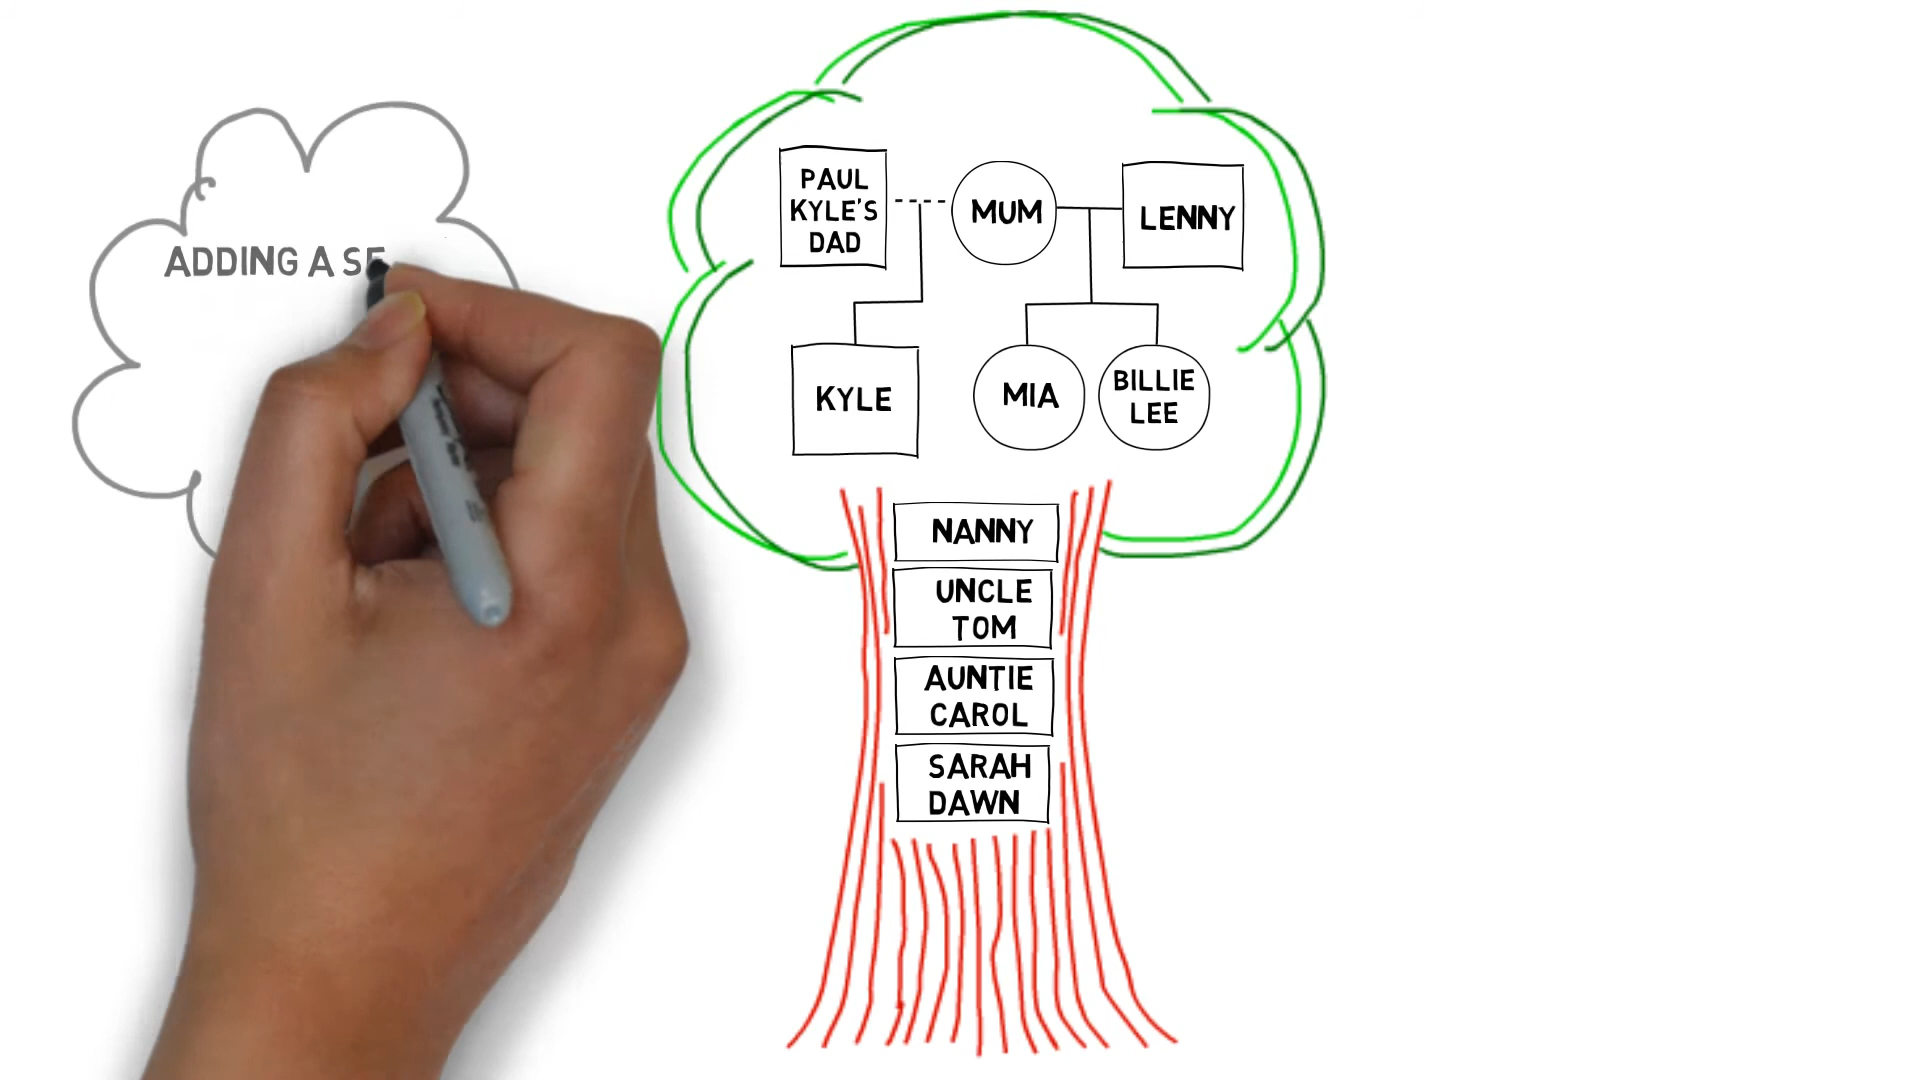 ADDING A SE
PAUL
KYLE'S
DAD
MUM
LENNY
KYLE
MIA
BILLIE
LEE
NANNY
UNCLE
TOM
AUNTIE
CAROL
SARAH
DAWN